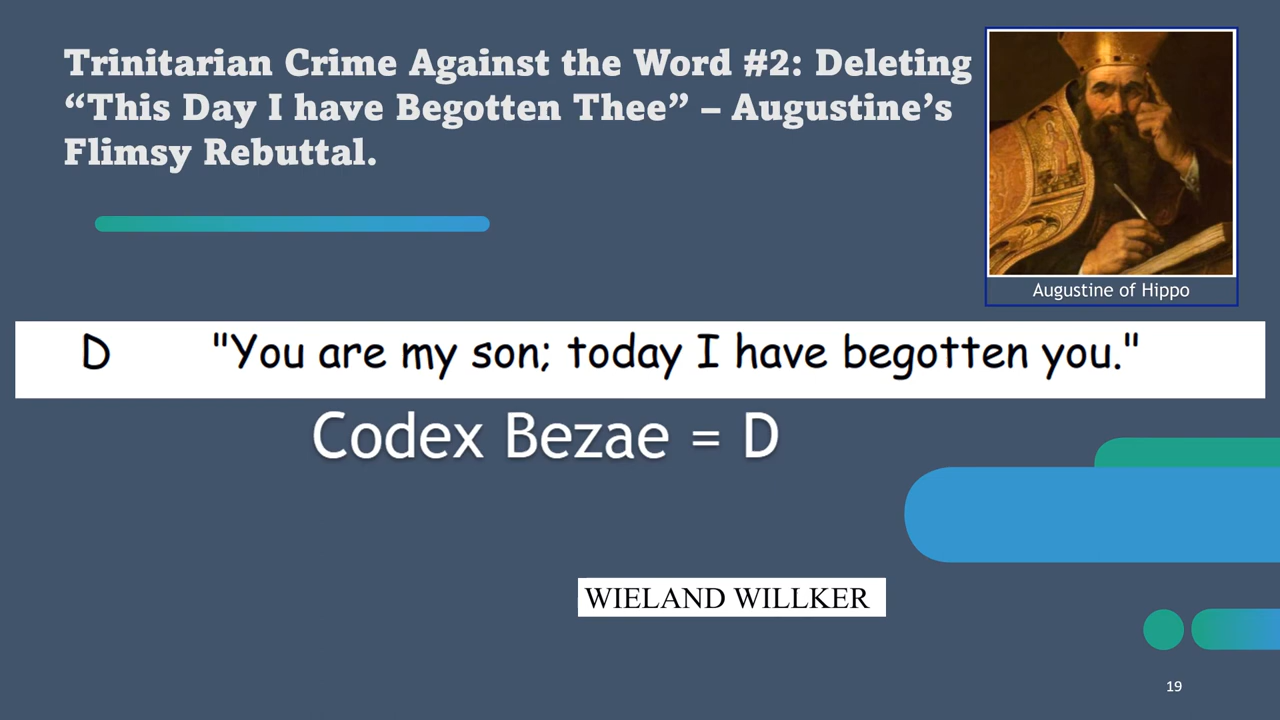 Trinitarian Crime Against the Word #2: Deleting
“This Day I have Begotten Thee” – Augustine’s
Flimsy Rebuttal.
Augustine of Hippo
D "You are my son; today I have begotten you."
Codex Bezae = D
WIELAND WILLKER
19